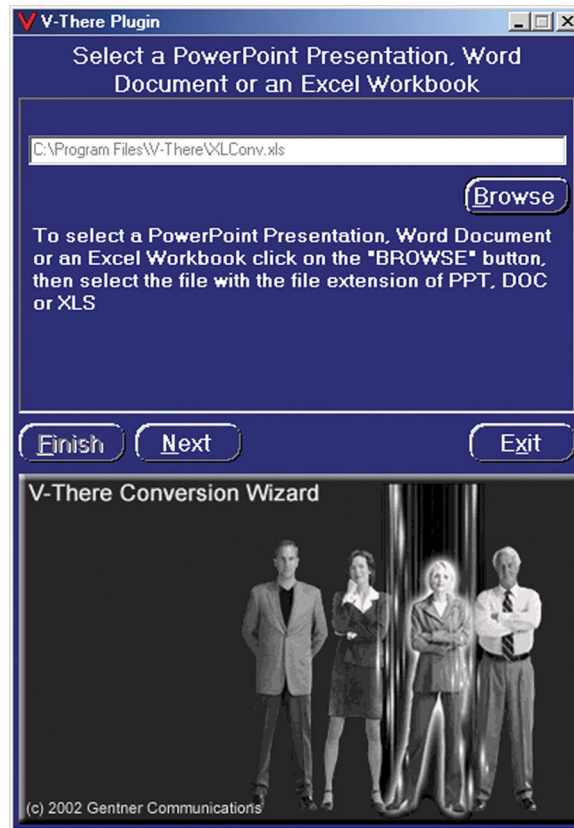 V-There Plugin
Select a PowerPoint Presentation, Word
Document or an Excel Workbook
C:\Program Files\V-There\XLConv.xls
Browse
To select a PowerPoint Presentation, Word Document
or an Excel Workbook click on the "BROWSE" button,
then select the file with the file extension of PPT, DOC
or XLS
Finish
Next
Exit
V-There Conversion Wizard
(c) 2002 Gentner Communications